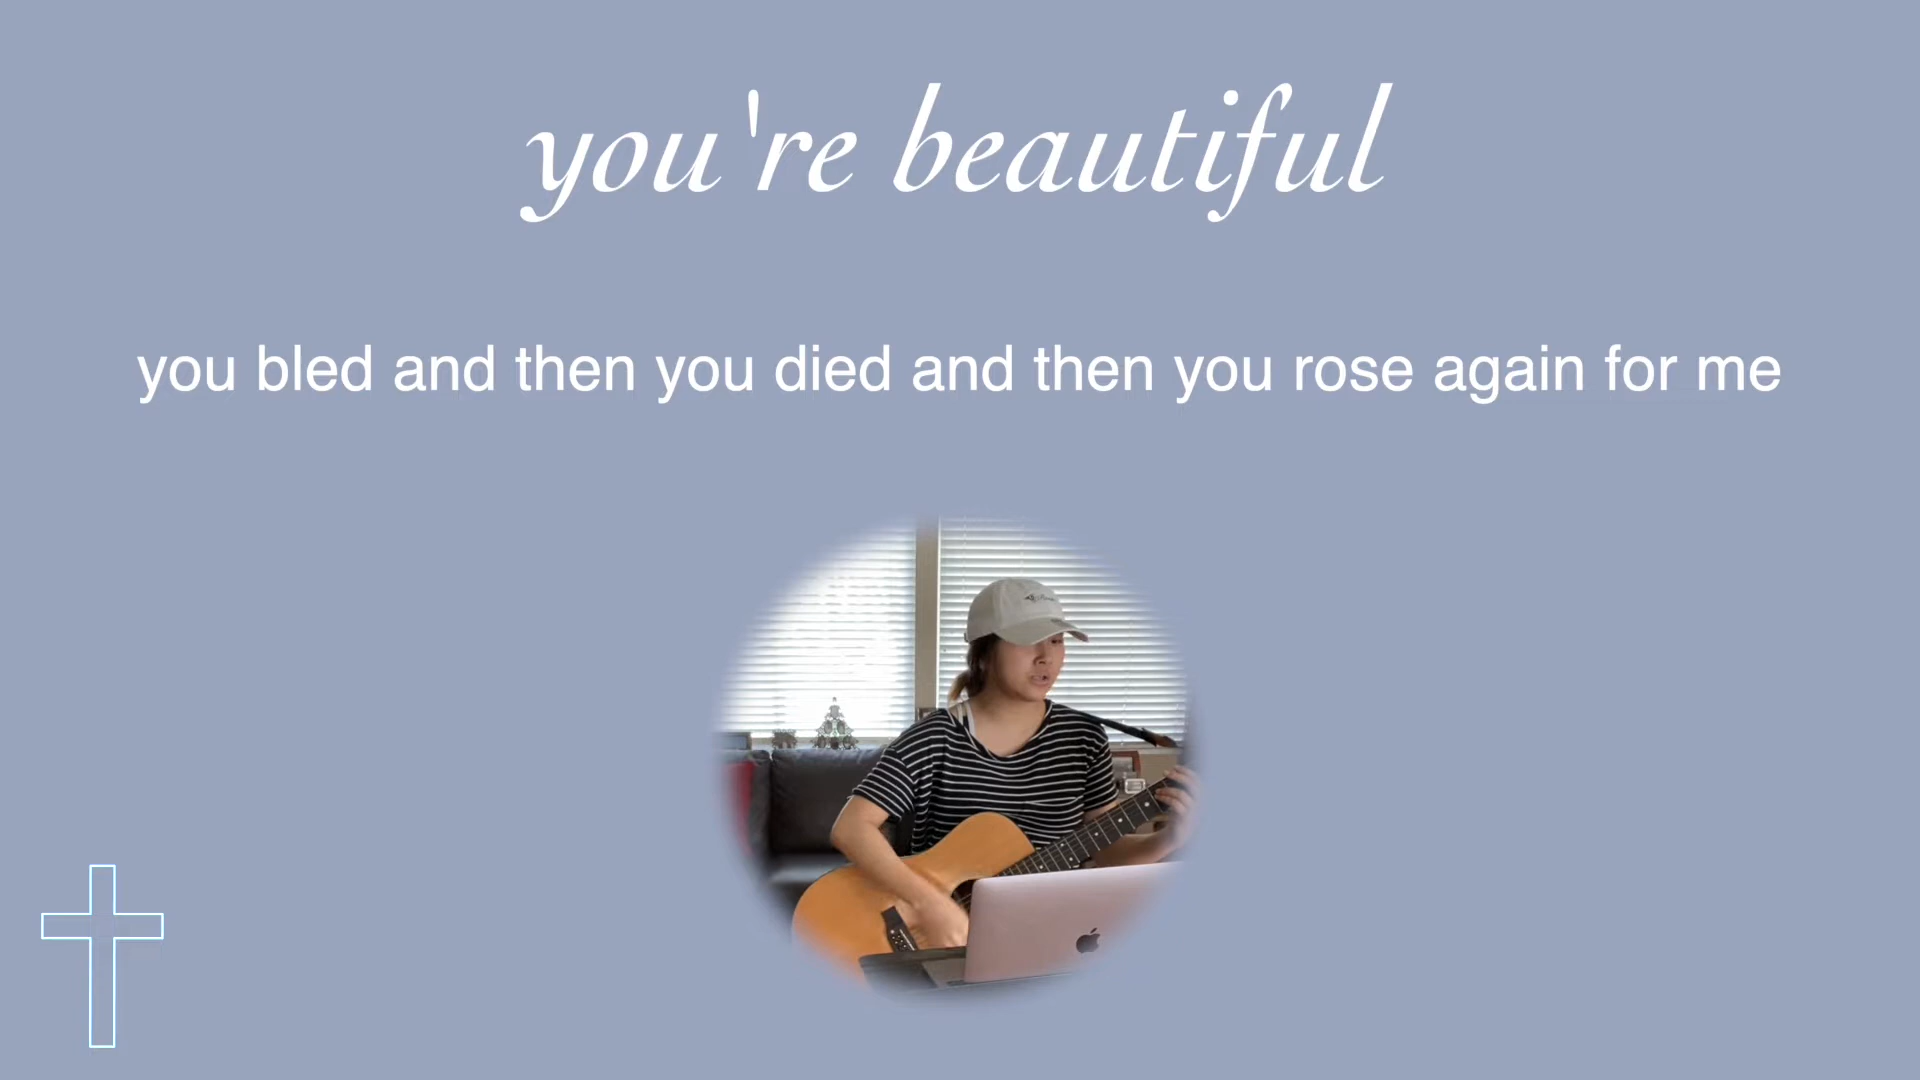 you're beautiful
you bled and then you died and then you rose again for me